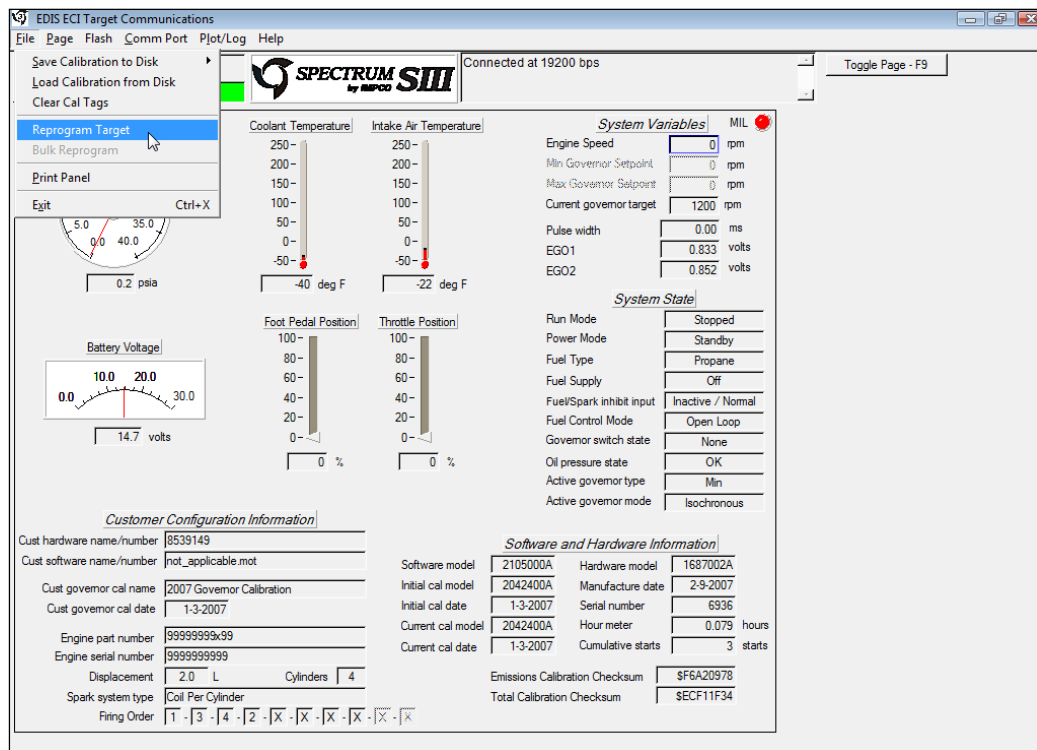 EDIS ECI Target Communications
File Page Flash Comm Port Plot/Log Help
Save Calibration to Disk
Load Calibration from Disk
Clear Cal Tags
Reprogram Target
Bulk Reprogram
Print Panel
Exit Ctrl+X
SPECTRUM SIII
by IMPCO
Connected at 19200 bps
Toggle Page - F9
5.0 35.0
0.0 40.0
0.2 psia
Coolant Temperature
250
200
150
100
50
0
-50
-40 deg F
Intake Air Temperature
250
200
150
100
50
0
-50
-22 deg F
Battery Voltage
10.0 20.0
0.0 30.0
14.7 volts
Foot Pedal Position
100
80
60
40
20
0
0 %
Throttle Position
100
80
60
40
20
0
0 %
System Variables MIL
Engine Speed 0 rpm
Min Governor Setpoint 0 rpm
Max Governor Setpoint 0 rpm
Current governor target 1200 rpm
Pulse width 0.00 ms
EGO1 0.833 volts
EGO2 0.852 volts
System State
Run Mode Stopped
Power Mode Standby
Fuel Type Propane
Fuel Supply Off
Fuel/Spark inhibit input Inactive / Normal
Fuel Control Mode Open Loop
Governor switch state None
Oil pressure state OK
Active governor type Min
Active governor mode Isochronous
Customer Configuration Information
Cust hardware name/number 8539149
Cust software name/number not_applicable.mot
Cust governor cal name 2007 Governor Calibration
Cust governor cal date 1-3-2007
Engine part number 99999999x99
Engine serial number 9999999999
Displacement 2.0 L Cylinders 4
Spark system type Coil Per Cylinder
Firing Order 1 - 3 - 4 - 2 - X - X - X - X - X - X
Software and Hardware Information
Software model 2105000A Hardware model 1687002A
Initial cal model 2042400A Manufacture date 2-9-2007
Initial cal date 1-3-2007 Serial number 6936
Current cal model 2042400A Hour meter 0.079 hours
Current cal date 1-3-2007 Cumulative starts 3 starts
Emissions Calibration Checksum $F6A20978
Total Calibration Checksum $ECF11F34